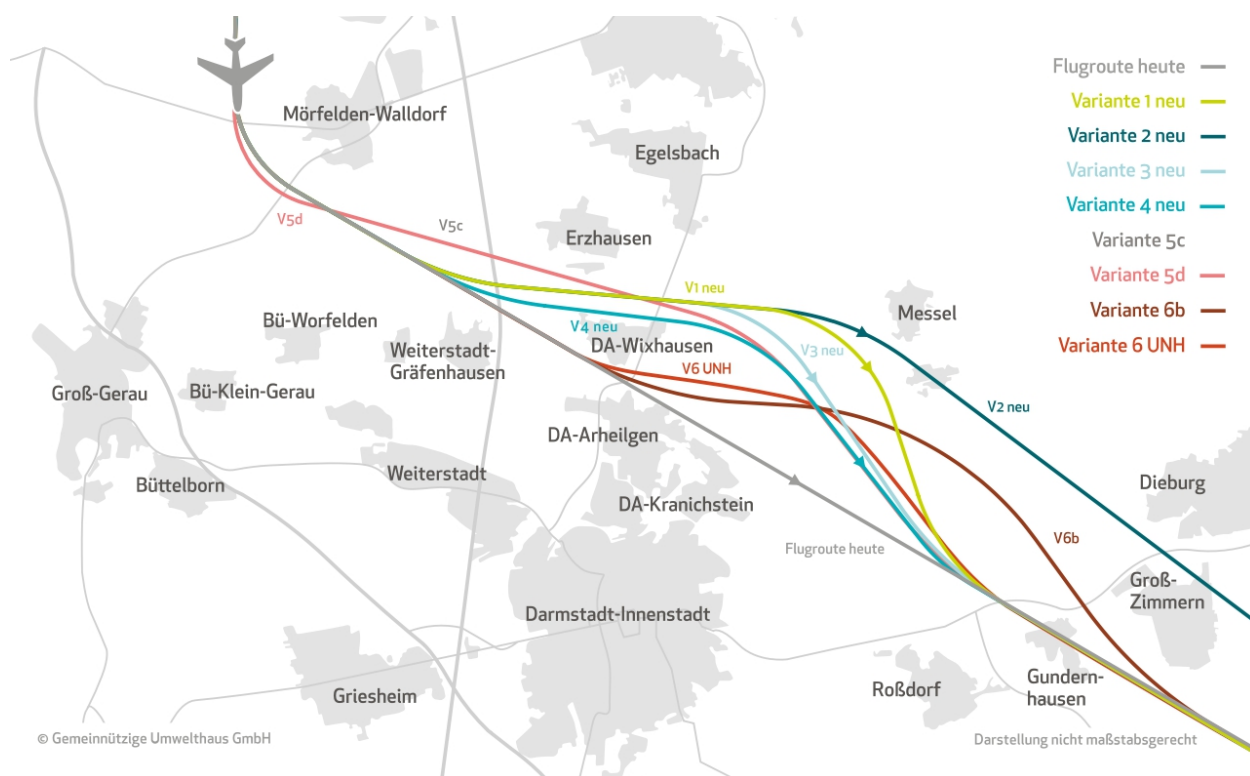 Flugroute heute
Variante 1 neu
Variante 2 neu
Variante 3 neu
Variante 4 neu
Variante 5c
Variante 5d
Variante 6b
Variante 6 UNH
Mörfelden-Walldorf
Egelsbach
V5d
V5c
Erzhausen
V1 neu
Messel
Bü-Worfelden
V4 neu
DA-Wixhausen
V3 neu
Weiterstadt-
Gräfenhausen
V6 UNH
Groß-Gerau
Bü-Klein-Gerau
V2 neu
DA-Arheilgen
Weiterstadt
Büttelborn
DA-Kranichstein
Dieburg
Flugroute heute
V6b
Groß-
Zimmern
Darmstadt-Innenstadt
Griesheim
Roßdorf
Gundern-
hausen
© Gemeinnützige Umwelthaus GmbH
Darstellung nicht maßstabsgerecht